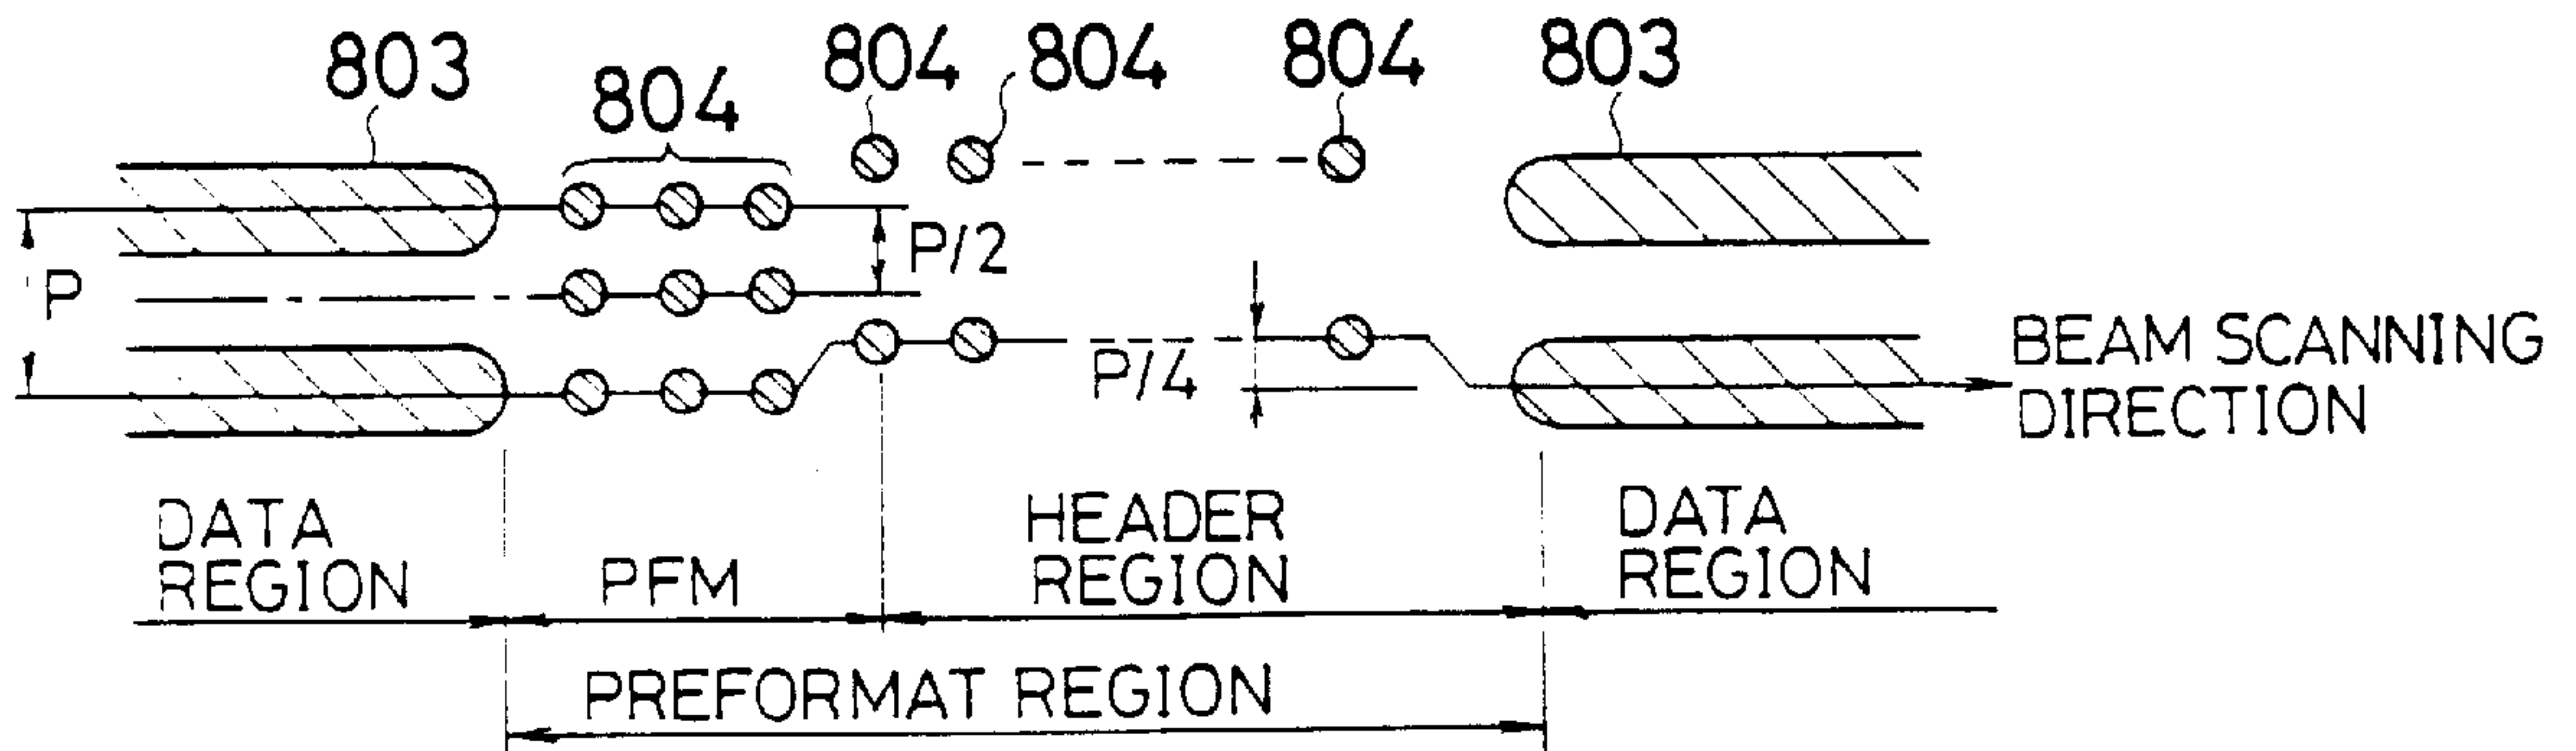 803
804
804
804
804
803
P
P/2
P/4
BEAM SCANNING
DIRECTION
DATA
REGION
PFM
HEADER
REGION
DATA
REGION
PREFORMAT REGION